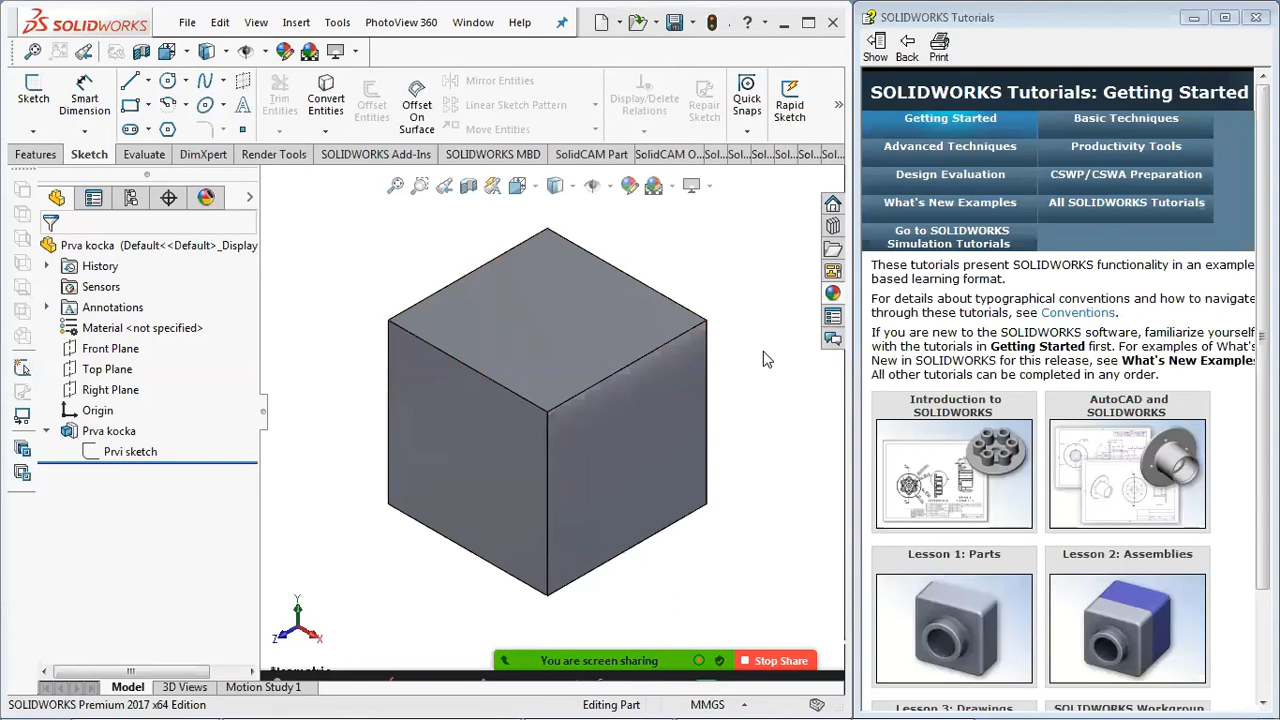 SOLIDWORKS File Edit View Insert Tools PhotoView 360 Window Help
Sketch
Smart
Dimension
Trim
Entities
Convert
Entities
Offset
Entities
Offset
On
Surface
Mirror Entities
Linear Sketch Pattern
Move Entities
Display/Delete
Relations
Repair
Sketch
Quick
Snaps
Rapid
Sketch
Features Sketch Evaluate DimXpert Render Tools SOLIDWORKS Add-Ins SOLIDWORKS MBD SolidCAM Part SolidCAM O... Sol... Sol... Sol... Sol...
Prva kocka (Default<<Default>_Display
History
Sensors
Annotations
Material <not specified>
Front Plane
Top Plane
Right Plane
Origin
Prva kocka
Prvi sketch
Y
Z
X
You are screen sharing
Stop Share
Model 3D Views Motion Study 1
SOLIDWORKS Premium 2017 x64 Edition Editing Part MMGS
SOLIDWORKS Tutorials
Show Back Print
SOLIDWORKS Tutorials: Getting Started
Getting Started Basic Techniques
Advanced Techniques Productivity Tools
Design Evaluation CSWP/CSWA Preparation
What's New Examples All SOLIDWORKS Tutorials
Go to SOLIDWORKS
Simulation Tutorials
These tutorials present SOLIDWORKS functionality in an example
based learning format.
For details about typographical conventions and how to navigate
through these tutorials, see Conventions.
If you are new to the SOLIDWORKS software, familiarize yourself
with the tutorials in Getting Started first. For examples of What's
New in SOLIDWORKS for this release, see What's New Examples
All other tutorials can be completed in any order.
Introduction to
SOLIDWORKS
AutoCAD and
SOLIDWORKS
Lesson 1: Parts
Lesson 2: Assemblies
Lesson 3: Drawings
SOLIDWORKS Workgroup